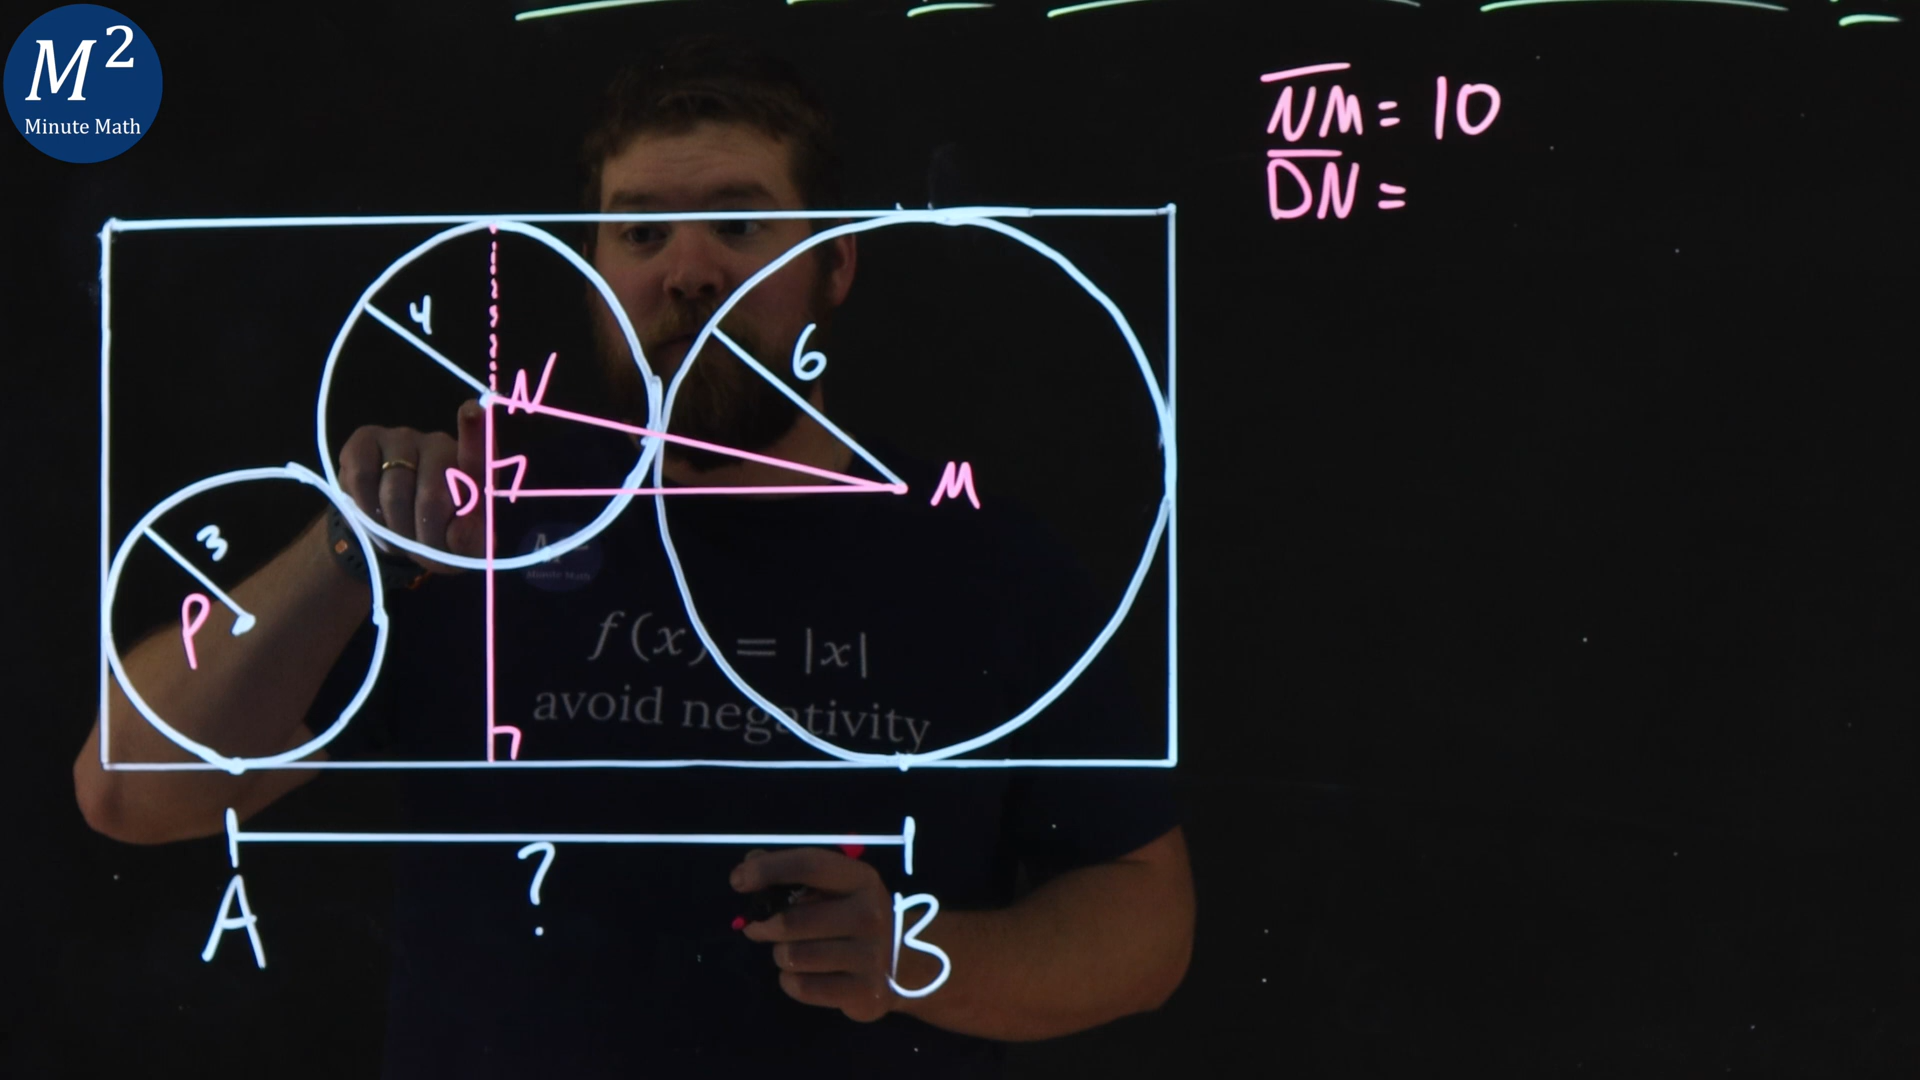 M²
Minute Math
NM = 10
DN =
4
N
6
D
M
3
P
f(x) = |x|
avoid negativity
?
A
B